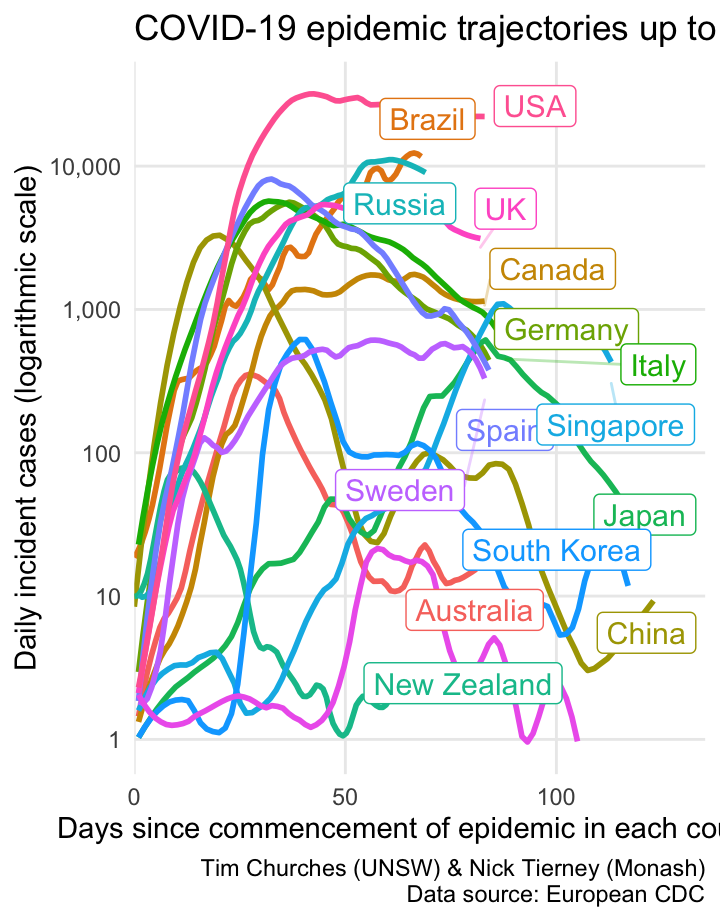 COVID-19 epidemic trajectories up to
Daily incident cases (logarithmic scale)
10,000
1,000
100
10
1
USA
Brazil
Russia
UK
Canada
Germany
Italy
Spain
Singapore
Sweden
Japan
South Korea
Australia
China
New Zealand
0
50
100
Days since commencement of epidemic in each cou
Tim Churches (UNSW) & Nick Tierney (Monash)
Data source: European CDC